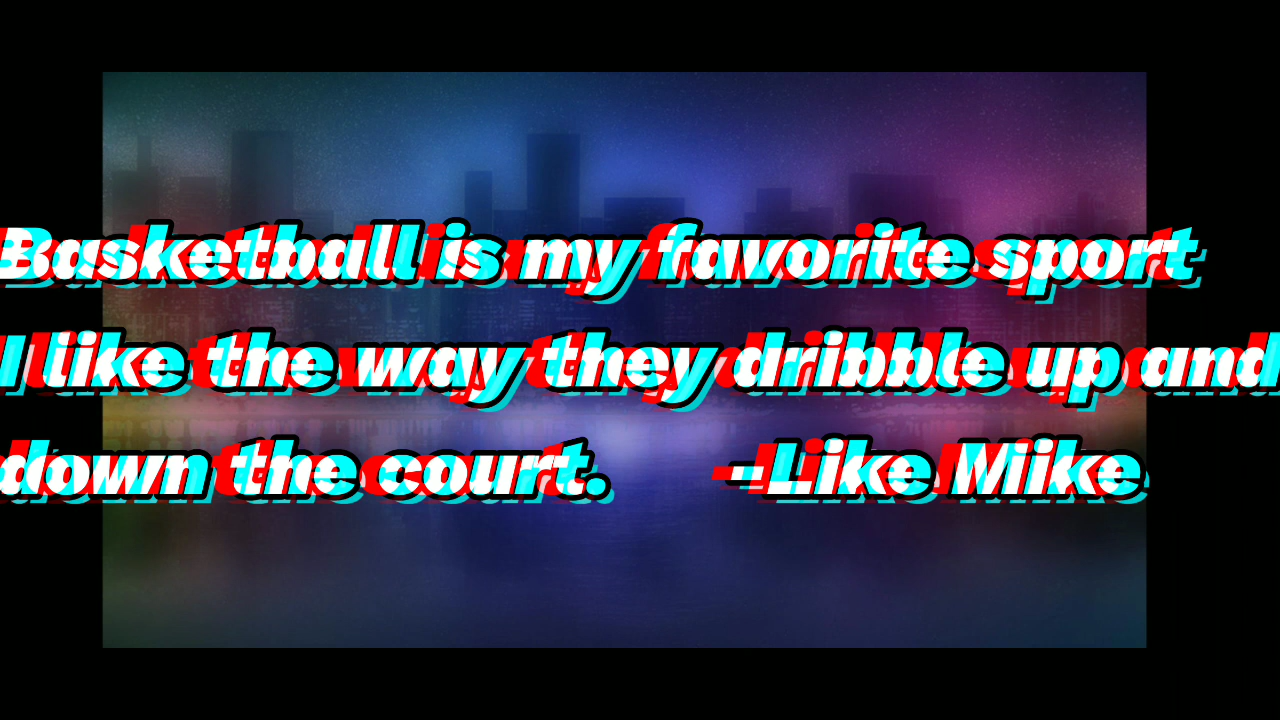 Basketball is my favorite sport
I like the way they dribble up and
down the court. -Like Mike